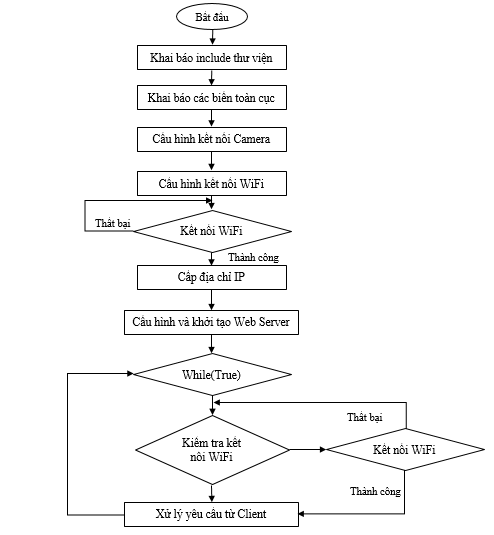 Bắt đầu
Khai báo include thư viện
Khai báo các biến toàn cục
Cấu hình kết nối Camera
Cấu hình kết nối WiFi
Thất bại
Kết nối WiFi
Thành công
Cấp địa chỉ IP
Cấu hình và khởi tạo Web Server
While(True)
Thất bại
Kiểm tra kết
nối WiFi
Kết nối WiFi
Thành công
Xử lý yêu cầu từ Client